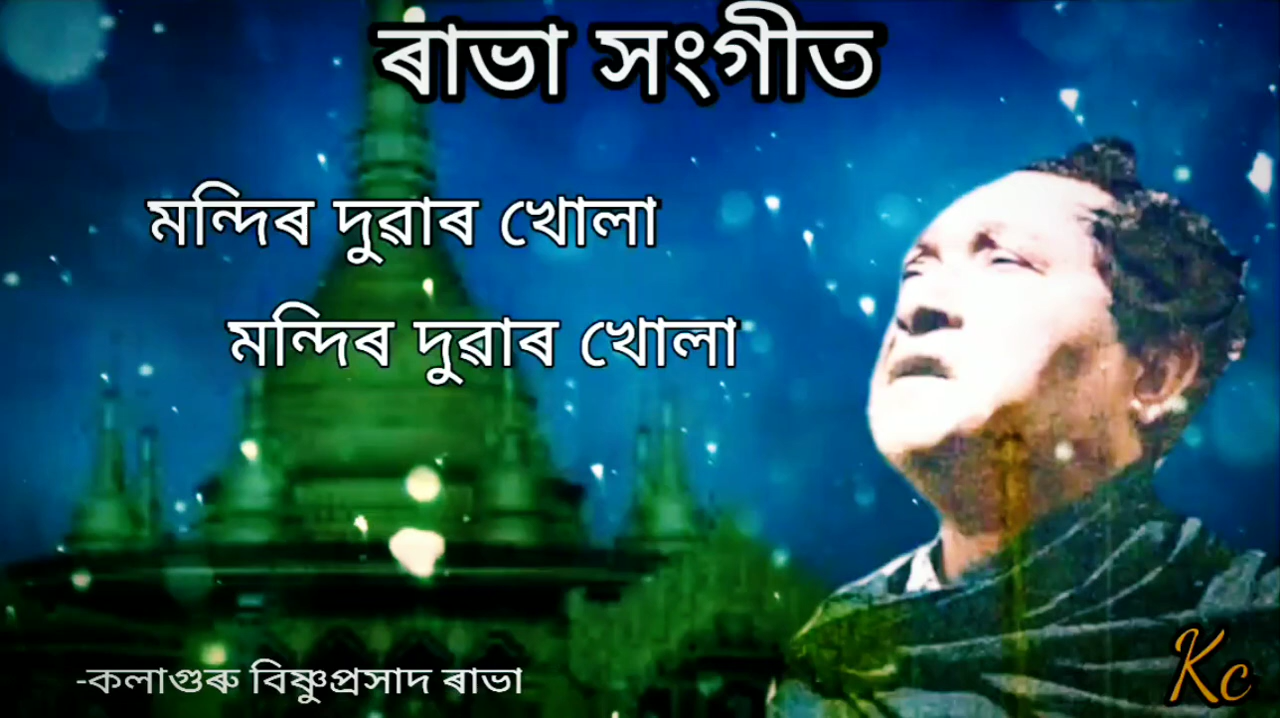 ৰাভা সংগীত
মন্দিৰ দুৱাৰ খোলা
মন্দিৰ দুৱাৰ খোলা
-কলাগুৰু বিষ্ণুপ্ৰসাদ ৰাভা
Kc